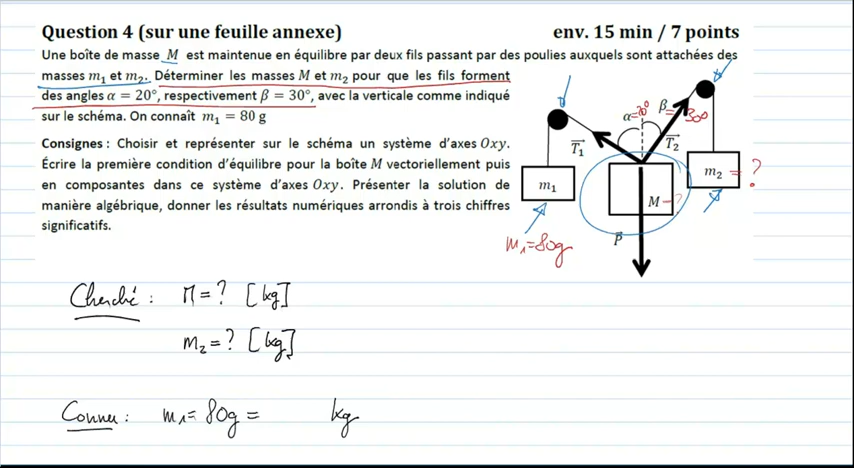 Question 4 (sur une feuille annexe) env. 15 min / 7 points
Une boîte de masse M est maintenue en équilibre par deux fils passant par des poulies auxquels sont attachées des
masses m₁ et m₂. Déterminer les masses M et m₂ pour que les fils forment
des angles α = 20°, respectivement β = 30°, avec la verticale comme indiqué
sur le schéma. On connaît m₁ = 80 g
Consignes : Choisir et représenter sur le schéma un système d'axes Oxy.
Écrire la première condition d'équilibre pour la boîte M vectoriellement puis
en composantes dans ce système d'axes Oxy. Présenter la solution de
manière algébrique, donner les résultats numériques arrondis à trois chiffres
significatifs.
α=20° β= 30°
T₁ T₂
m₁ M = ? m₂ = ?
m₁=80g P
Cherché : M = ? [kg]
m₂ = ? [kg]
Connu : m₁ = 80g = kg